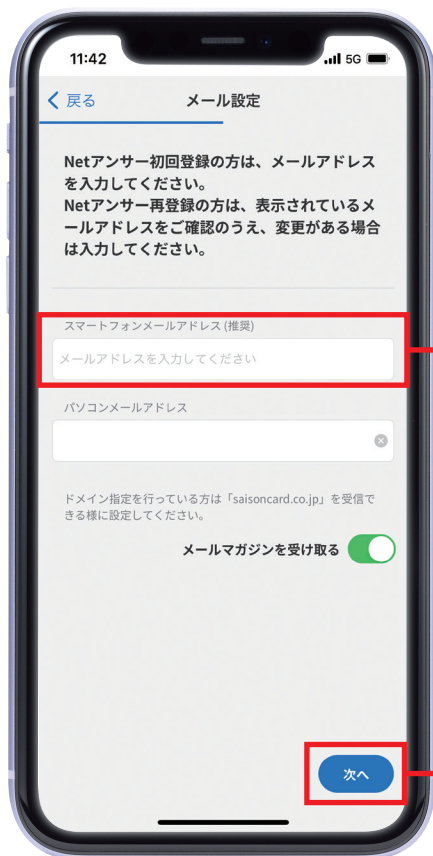 11:42
5G
戻る
メール設定
Netアンサー初回登録の方は、メールアドレス
を入力してください。
Netアンサー再登録の方は、表示されているメ
ールアドレスをご確認のうえ、変更がある場合
は入力してください。
スマートフォンメールアドレス (推奨)
メールアドレスを入力してください
パソコンメールアドレス
ドメイン指定を行っている方は「saisoncard.co.jp」を受信で
きる様に設定してください。
メールマガジンを受け取る
次へ